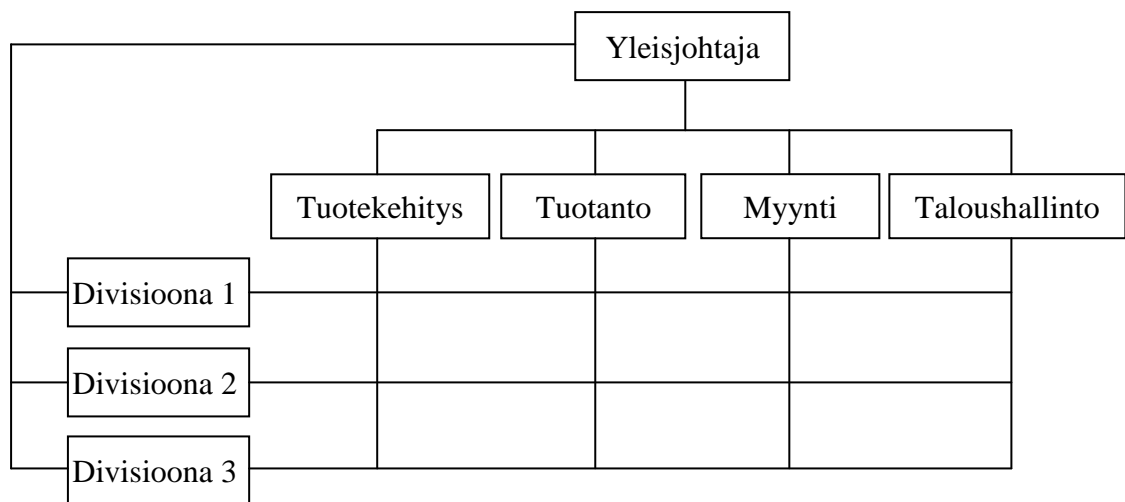 Yleisjohtaja
Tuotekehitys
Tuotanto
Myynti
Taloushallinto
Divisioona 1
Divisioona 2
Divisioona 3